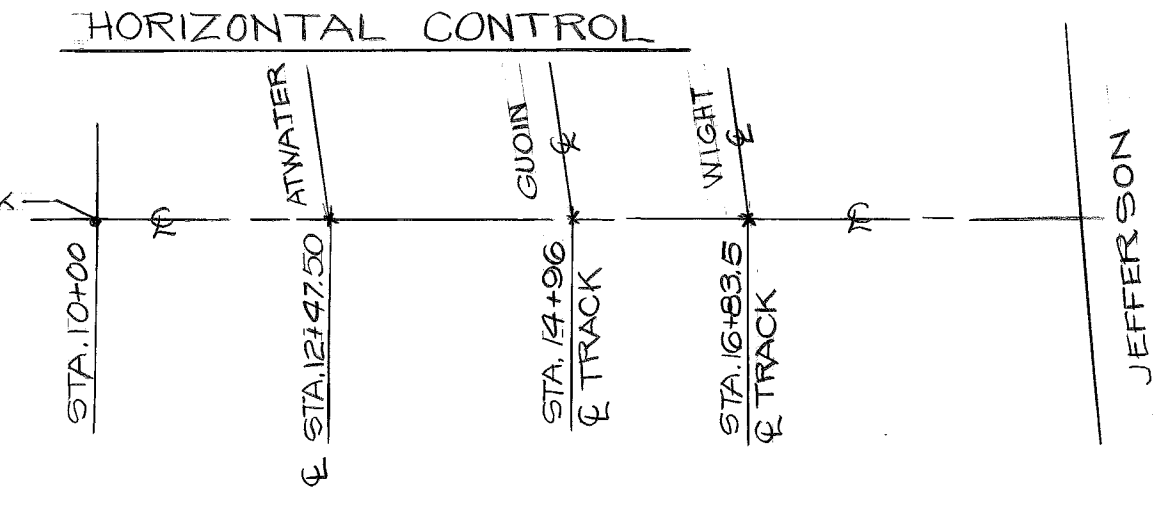 HORIZONTAL CONTROL
ATWATER
GUOIN
℄
WIGHT
℄
JEFFERSON
℄
℄
STA. 10+00
℄ STA. 12+47.50
STA. 14+96
℄ TRACK
STA. 16+83.5
℄ TRACK